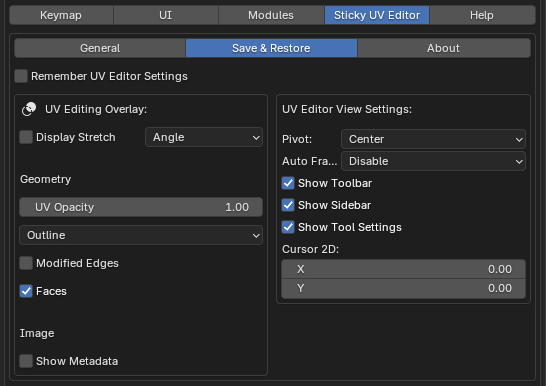 Keymap UI Modules Sticky UV Editor Help
General Save & Restore About
Remember UV Editor Settings
UV Editing Overlay:
Display Stretch Angle
Geometry
UV Opacity 1.00
Outline
Modified Edges
Faces
Image
Show Metadata
UV Editor View Settings:
Pivot: Center
Auto Fra... Disable
Show Toolbar
Show Sidebar
Show Tool Settings
Cursor 2D:
X 0.00
Y 0.00